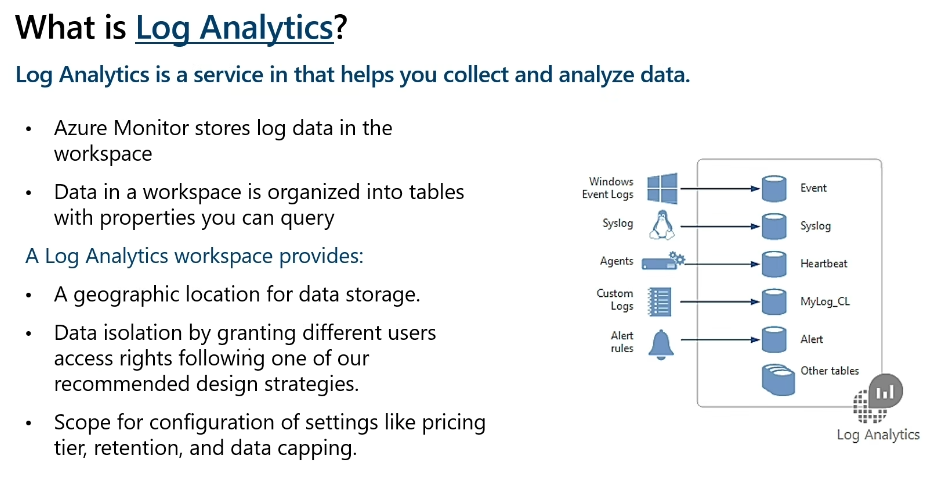 What is Log Analytics?
Log Analytics is a service in that helps you collect and analyze data.
• Azure Monitor stores log data in the
workspace
• Data in a workspace is organized into tables
with properties you can query
A Log Analytics workspace provides:
• A geographic location for data storage.
• Data isolation by granting different users
access rights following one of our
recommended design strategies.
• Scope for configuration of settings like pricing
tier, retention, and data capping.
Windows
Event Logs
Event
Syslog
Syslog
Agents
Heartbeat
Custom
Logs
MyLog_CL
Alert
rules
Alert
Other tables
Log Analytics